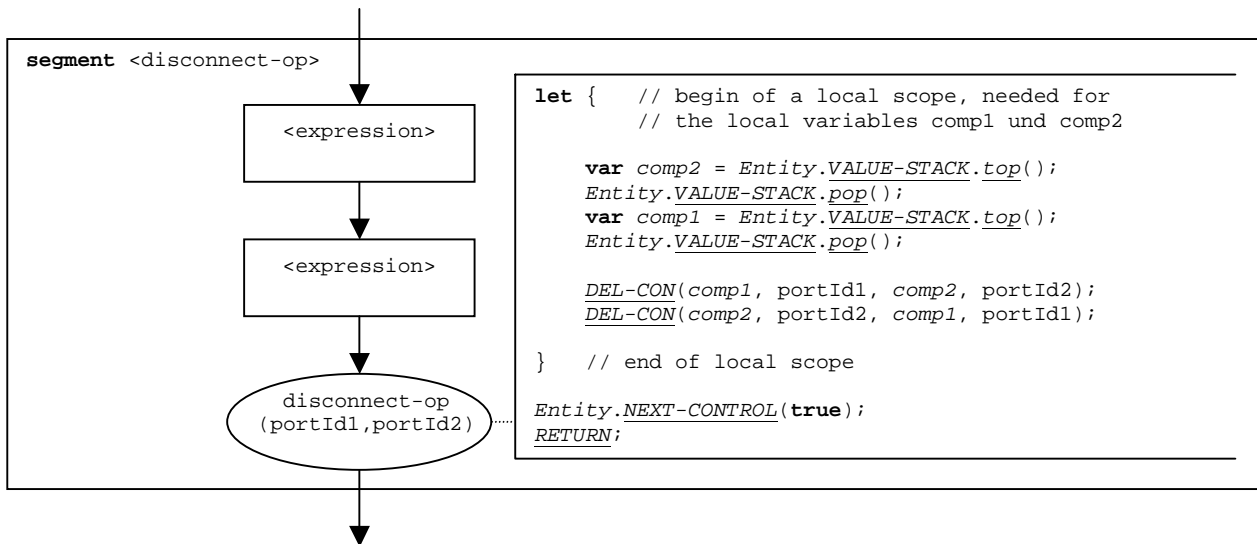 segment <disconnect-op>
<expression>
<expression>
disconnect-op
(portId1,portId2)
let {   // begin of a local scope, needed for
// the local variables comp1 und comp2
var comp2 = Entity.VALUE-STACK.top();
Entity.VALUE-STACK.pop();
var comp1 = Entity.VALUE-STACK.top();
Entity.VALUE-STACK.pop();
DEL-CON(comp1, portId1, comp2, portId2);
DEL-CON(comp2, portId2, comp1, portId1);
}   // end of local scope
Entity.NEXT-CONTROL(true);
RETURN;